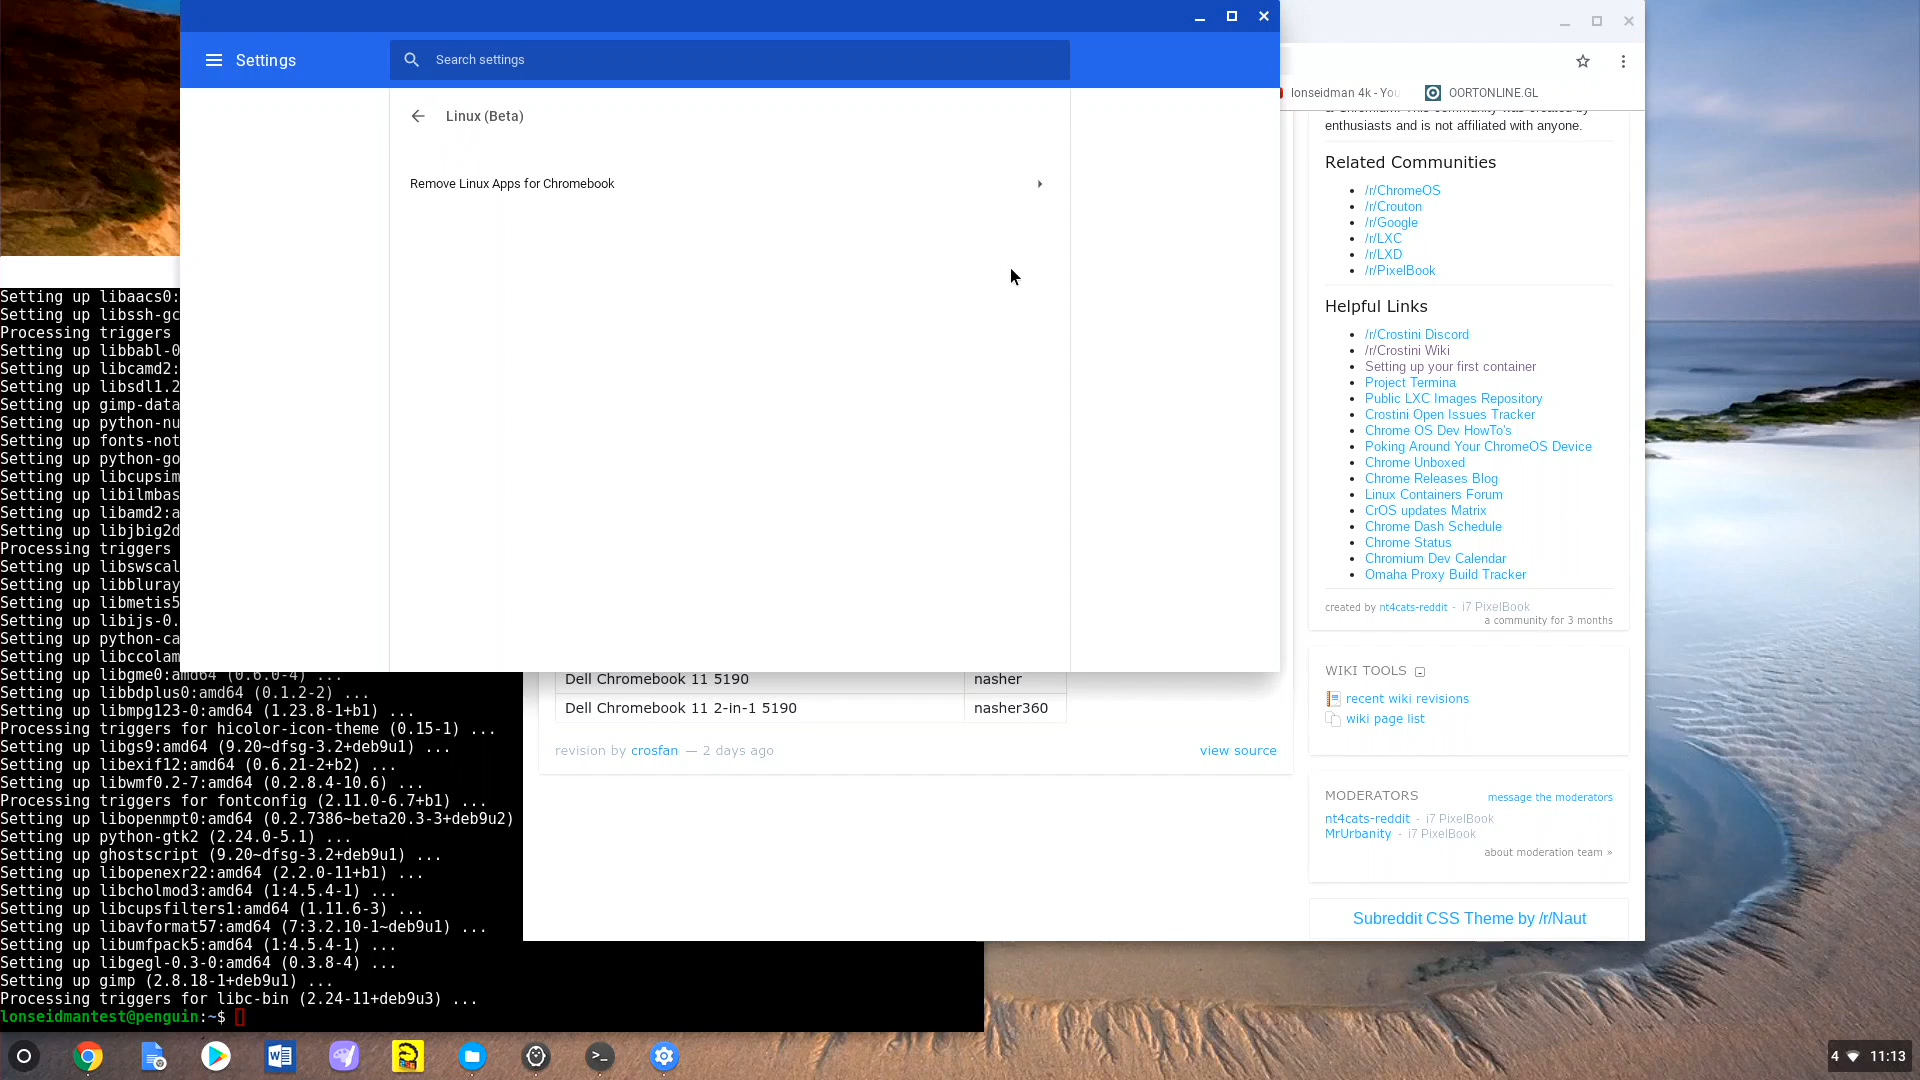 Settings
Search settings
Linux (Beta)
Remove Linux Apps for Chromebook
lonseidman 4k - You
OORTONLINE.GL
enthusiasts and is not affiliated with anyone.
Related Communities
/r/ChromeOS
/r/Crouton
/r/Google
/r/LXC
/r/LXD
/r/PixelBook
Helpful Links
/r/Crostini Discord
/r/Crostini Wiki
Setting up your first container
Project Termina
Public LXC Images Repository
Crostini Open Issues Tracker
Chrome OS Dev HowTo's
Poking Around Your ChromeOS Device
Chrome Unboxed
Chrome Releases Blog
Linux Containers Forum
CrOS updates Matrix
Chrome Dash Schedule
Chrome Status
Chromium Dev Calendar
Omaha Proxy Build Tracker
created by nt4cats-reddit - i7 PixelBook
a community for 3 months
WIKI TOOLS
recent wiki revisions
wiki page list
MODERATORS
message the moderators
nt4cats-reddit - i7 PixelBook
MrUrbanity - i7 PixelBook
about moderation team »
Subreddit CSS Theme by /r/Naut
Dell Chromebook 11 5190 nasher
Dell Chromebook 11 2-in-1 5190 nasher360
revision by crosfan — 2 days ago
view source
Setting up libaacs0:
Setting up libssh-gc
Processing triggers
Setting up libbabl-0
Setting up libcamd2:
Setting up libsdl1.2
Setting up gimp-data
Setting up python-nu
Setting up fonts-not
Setting up python-go
Setting up libcupsim
Setting up libilmbas
Setting up libamd2:a
Setting up libjbig2d
Processing triggers
Setting up libswscal
Setting up libbluray
Setting up libmetis5
Setting up libijs-0.
Setting up python-ca
Setting up libccolam
Setting up libgme0:amd64 (0.6.0-4) ...
Setting up libbdplus0:amd64 (0.1.2-2) ...
Setting up libmpg123-0:amd64 (1.23.8-1+b1) ...
Processing triggers for hicolor-icon-theme (0.15-1) ...
Setting up libgs9:amd64 (9.20~dfsg-3.2+deb9u1) ...
Setting up libexif12:amd64 (0.6.21-2+b2) ...
Setting up libwmf0.2-7:amd64 (0.2.8.4-10.6) ...
Processing triggers for fontconfig (2.11.0-6.7+b1) ...
Setting up libopenmpt0:amd64 (0.2.7386~beta20.3-3+deb9u2)
Setting up python-gtk2 (2.24.0-5.1) ...
Setting up ghostscript (9.20~dfsg-3.2+deb9u1) ...
Setting up libopenexr22:amd64 (2.2.0-11+b1) ...
Setting up libcholmod3:amd64 (1:4.5.4-1) ...
Setting up libcupsfilters1:amd64 (1.11.6-3) ...
Setting up libavformat57:amd64 (7:3.2.10-1~deb9u1) ...
Setting up libumfpack5:amd64 (1:4.5.4-1) ...
Setting up libgegl-0.3-0:amd64 (0.3.8-4) ...
Setting up gimp (2.8.18-1+deb9u1) ...
Processing triggers for libc-bin (2.24-11+deb9u3) ...
lonseidmantest@penguin:~$
4 11:13